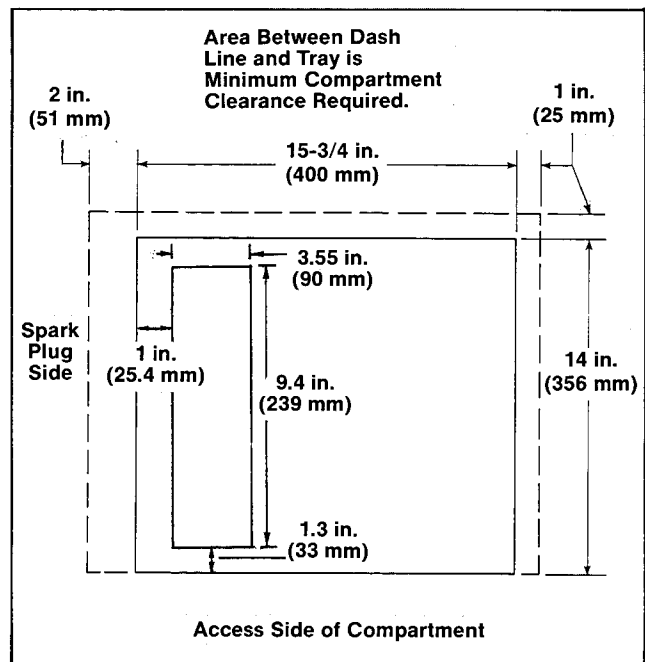 Area Between Dash
Line and Tray is
Minimum Compartment
Clearance Required.
2 in.
(51 mm)
1 in.
(25 mm)
15-3/4 in.
(400 mm)
3.55 in.
(90 mm)
Spark
Plug
Side
1 in.
(25.4 mm)
9.4 in.
(239 mm)
14 in.
(356 mm)
1.3 in.
(33 mm)
Access Side of Compartment